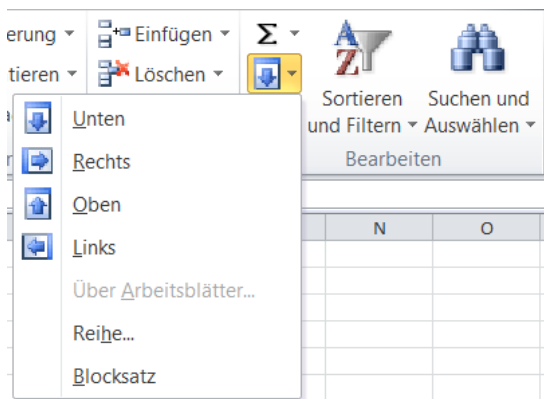 erung Einfügen Σ
tieren Löschen
Sortieren und Filtern
Suchen und Auswählen
Bearbeiten
Unten
Rechts
Oben
Links
Über Arbeitsblätter...
Reihe...
Blocksatz
N O